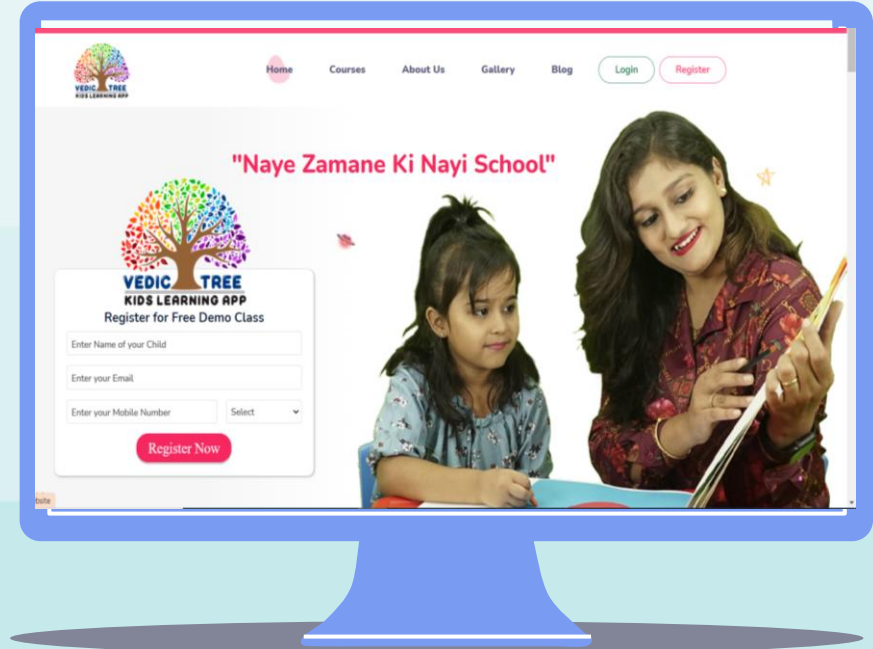 Home Courses About Us Gallery Blog Login Register
VEDIC TREE
KIDS LEARNING APP
"Naye Zamane Ki Nayi School"
VEDIC TREE
KIDS LEARNING APP
Register for Free Demo Class
Enter Name of your Child
Enter your Email
Enter your Mobile Number Select
Register Now